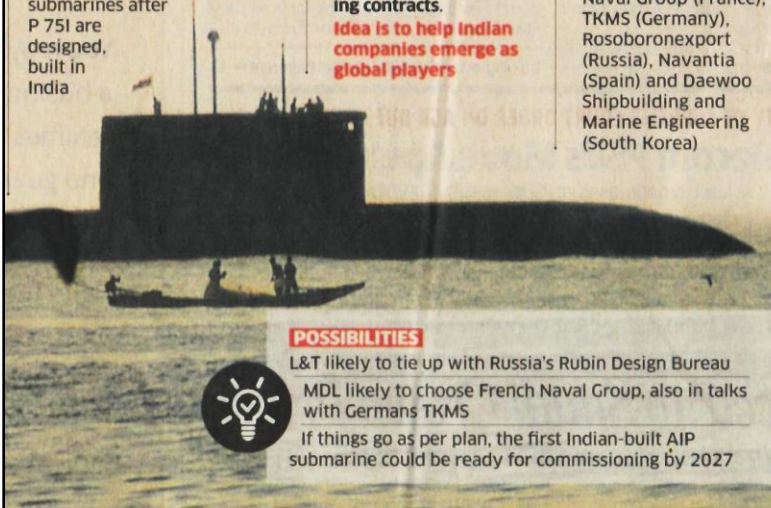 submarines after
P 75I are
designed,
built in
India
ing contracts.
Idea is to help Indian
companies emerge as
global players
Naval Group (France),
TKMS (Germany),
Rosoboronexport
(Russia), Navantia
(Spain) and Daewoo
Shipbuilding and
Marine Engineering
(South Korea)
POSSIBILITIES
L&T likely to tie up with Russia's Rubin Design Bureau
MDL likely to choose French Naval Group, also in talks
with Germans TKMS
If things go as per plan, the first Indian-built AIP
submarine could be ready for commissioning by 2027